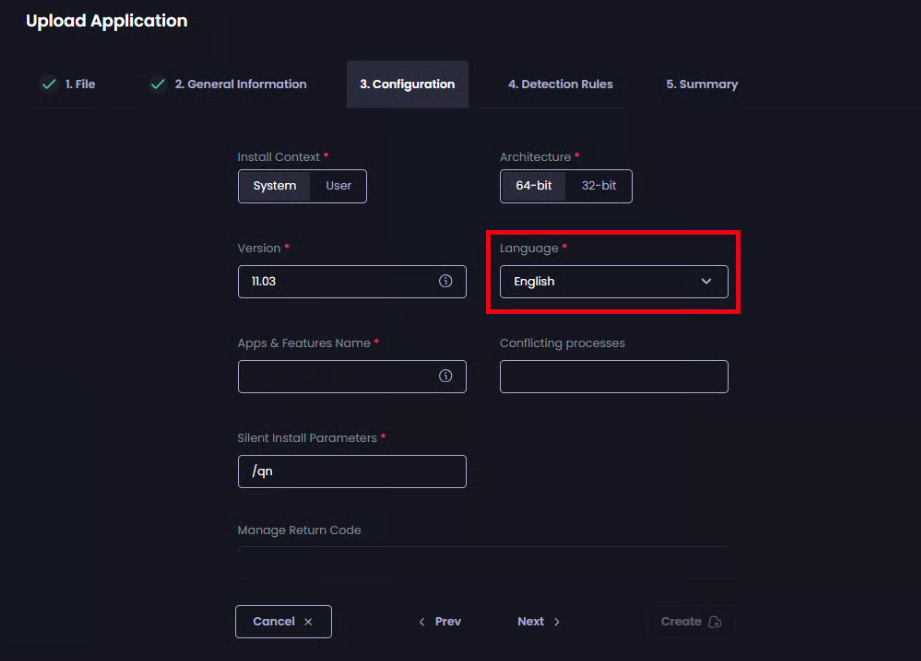 Upload Application
1. File
2. General Information
3. Configuration
4. Detection Rules
5. Summary
Install Context *
Architecture *
System
User
64-bit
32-bit
Version *
Language *
11.03
English
Apps & Features Name *
Conflicting processes
Silent Install Parameters *
/qn
Manage Return Code
Cancel
Prev
Next
Create